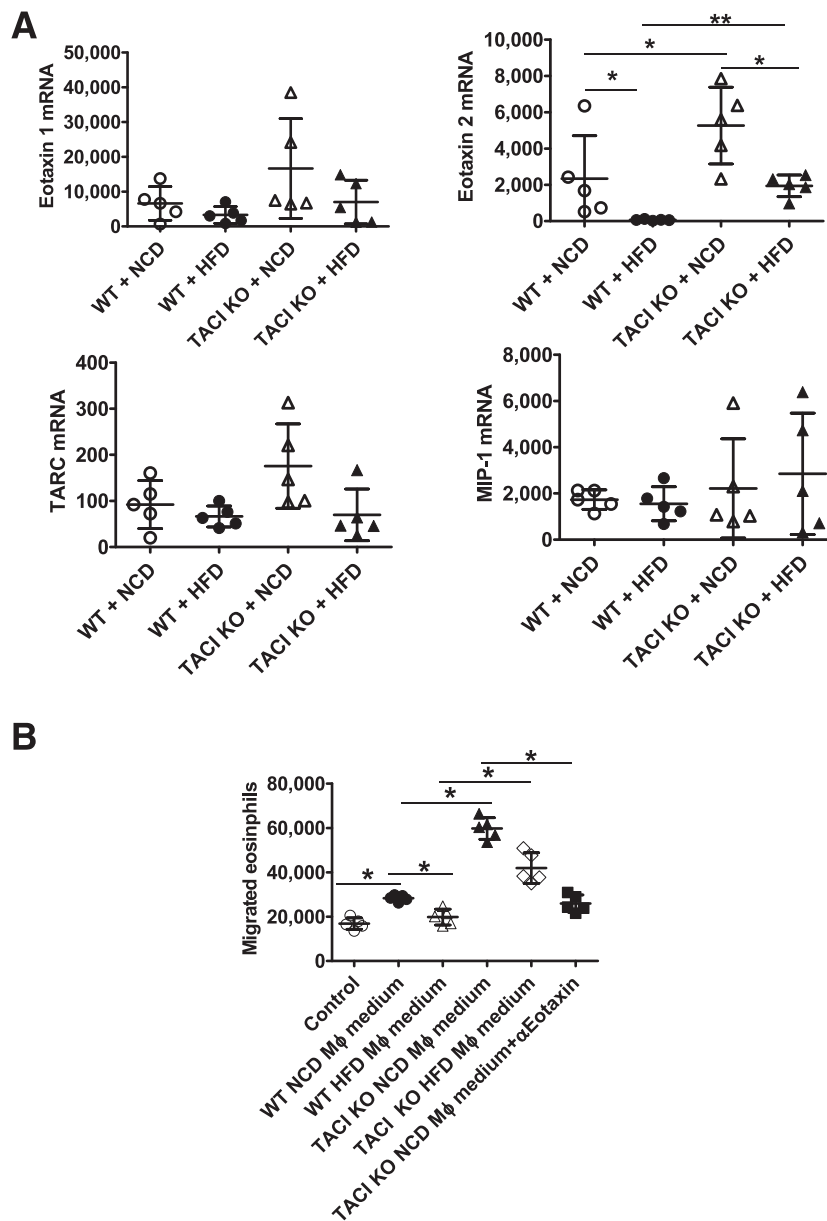 A
Eotaxin 1 mRNA
50,000
40,000
30,000
20,000
10,000
0
WT + NCD
WT + HFD
TACI KO + NCD
TACI KO + HFD
Eotaxin 2 mRNA
10,000
8,000
6,000
4,000
2,000
0
**
*
*
*
WT + NCD
WT + HFD
TACI KO + NCD
TACI KO + HFD
TARC mRNA
400
300
200
100
0
WT + NCD
WT + HFD
TACI KO + NCD
TACI KO + HFD
MIP-1 mRNA
8,000
6,000
4,000
2,000
0
WT + NCD
WT + HFD
TACI KO + NCD
TACI KO + HFD
B
Migrated eosinphils
80,000
60,000
40,000
20,000
0
*
*
*
*
*
Control
WT NCD Mϕ medium
WT HFD Mϕ medium
TACI KO NCD Mϕ medium
TACI KO HFD Mϕ medium
TACI KO NCD Mϕ medium+αEotaxin